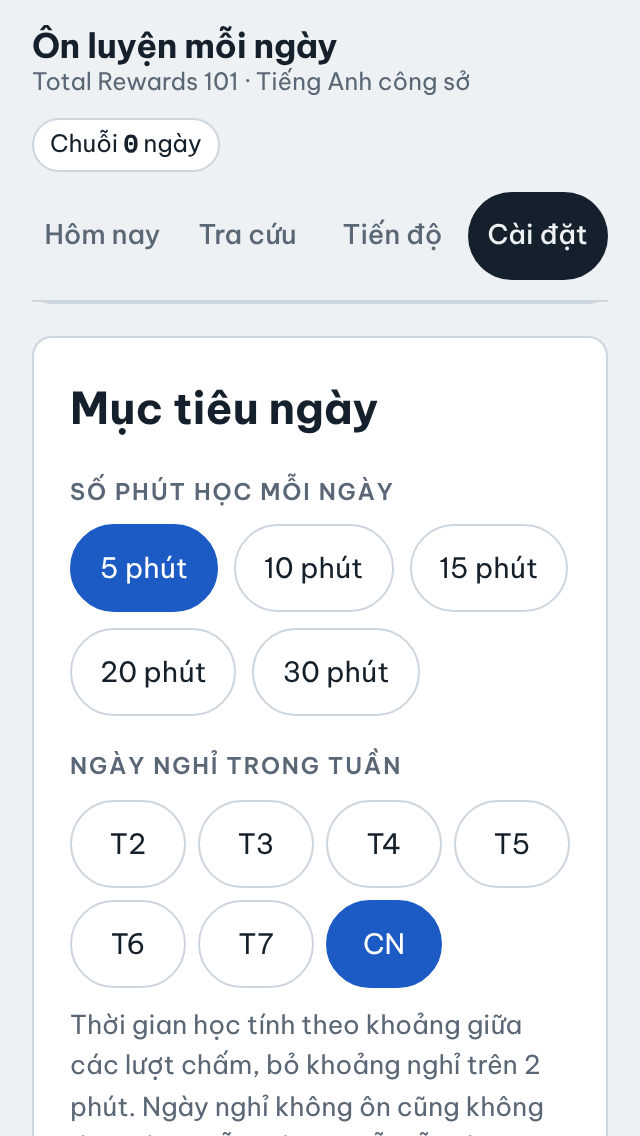 Ôn luyện mỗi ngày
Total Rewards 101 · Tiếng Anh công sở
Chuỗi 0 ngày
Hôm nay Tra cứu Tiến độ Cài đặt
Mục tiêu ngày
SỐ PHÚT HỌC MỖI NGÀY
5 phút 10 phút 15 phút
20 phút 30 phút
NGÀY NGHỈ TRONG TUẦN
T2 T3 T4 T5
T6 T7 CN
Thời gian học tính theo khoảng giữa
các lượt chấm, bỏ khoảng nghỉ trên 2
phút. Ngày nghỉ không ôn cũng không